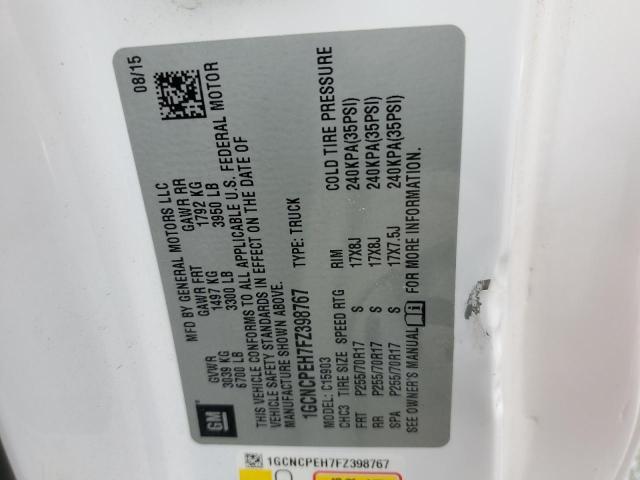 08/15
MFD BY GENERAL MOTORS LLC
GVWR GAWR FRT GAWR RR
3039 KG 1497 KG 1792 KG
6700 LB 3300 LB 3950 LB
THIS VEHICLE CONFORMS TO ALL APPLICABLE U.S. FEDERAL MOTOR
VEHICLE SAFETY STANDARDS IN EFFECT ON THE DATE OF
MANUFACTURE SHOWN ABOVE.
1GCNCPEH7FZ398767 TYPE: TRUCK
MODEL: C15903
CHC3 TIRE SIZE SPEED RTG RIM COLD TIRE PRESSURE
FRT P255/70R17 S 17X8J 240KPA(35PSI)
RR P255/70R17 S 17X8J 240KPA(35PSI)
SPA P255/70R17 S 17X7.5J 240KPA(35PSI)
SEE OWNER'S MANUAL FOR MORE INFORMATION.
GM
1GCNCPEH7FZ398767